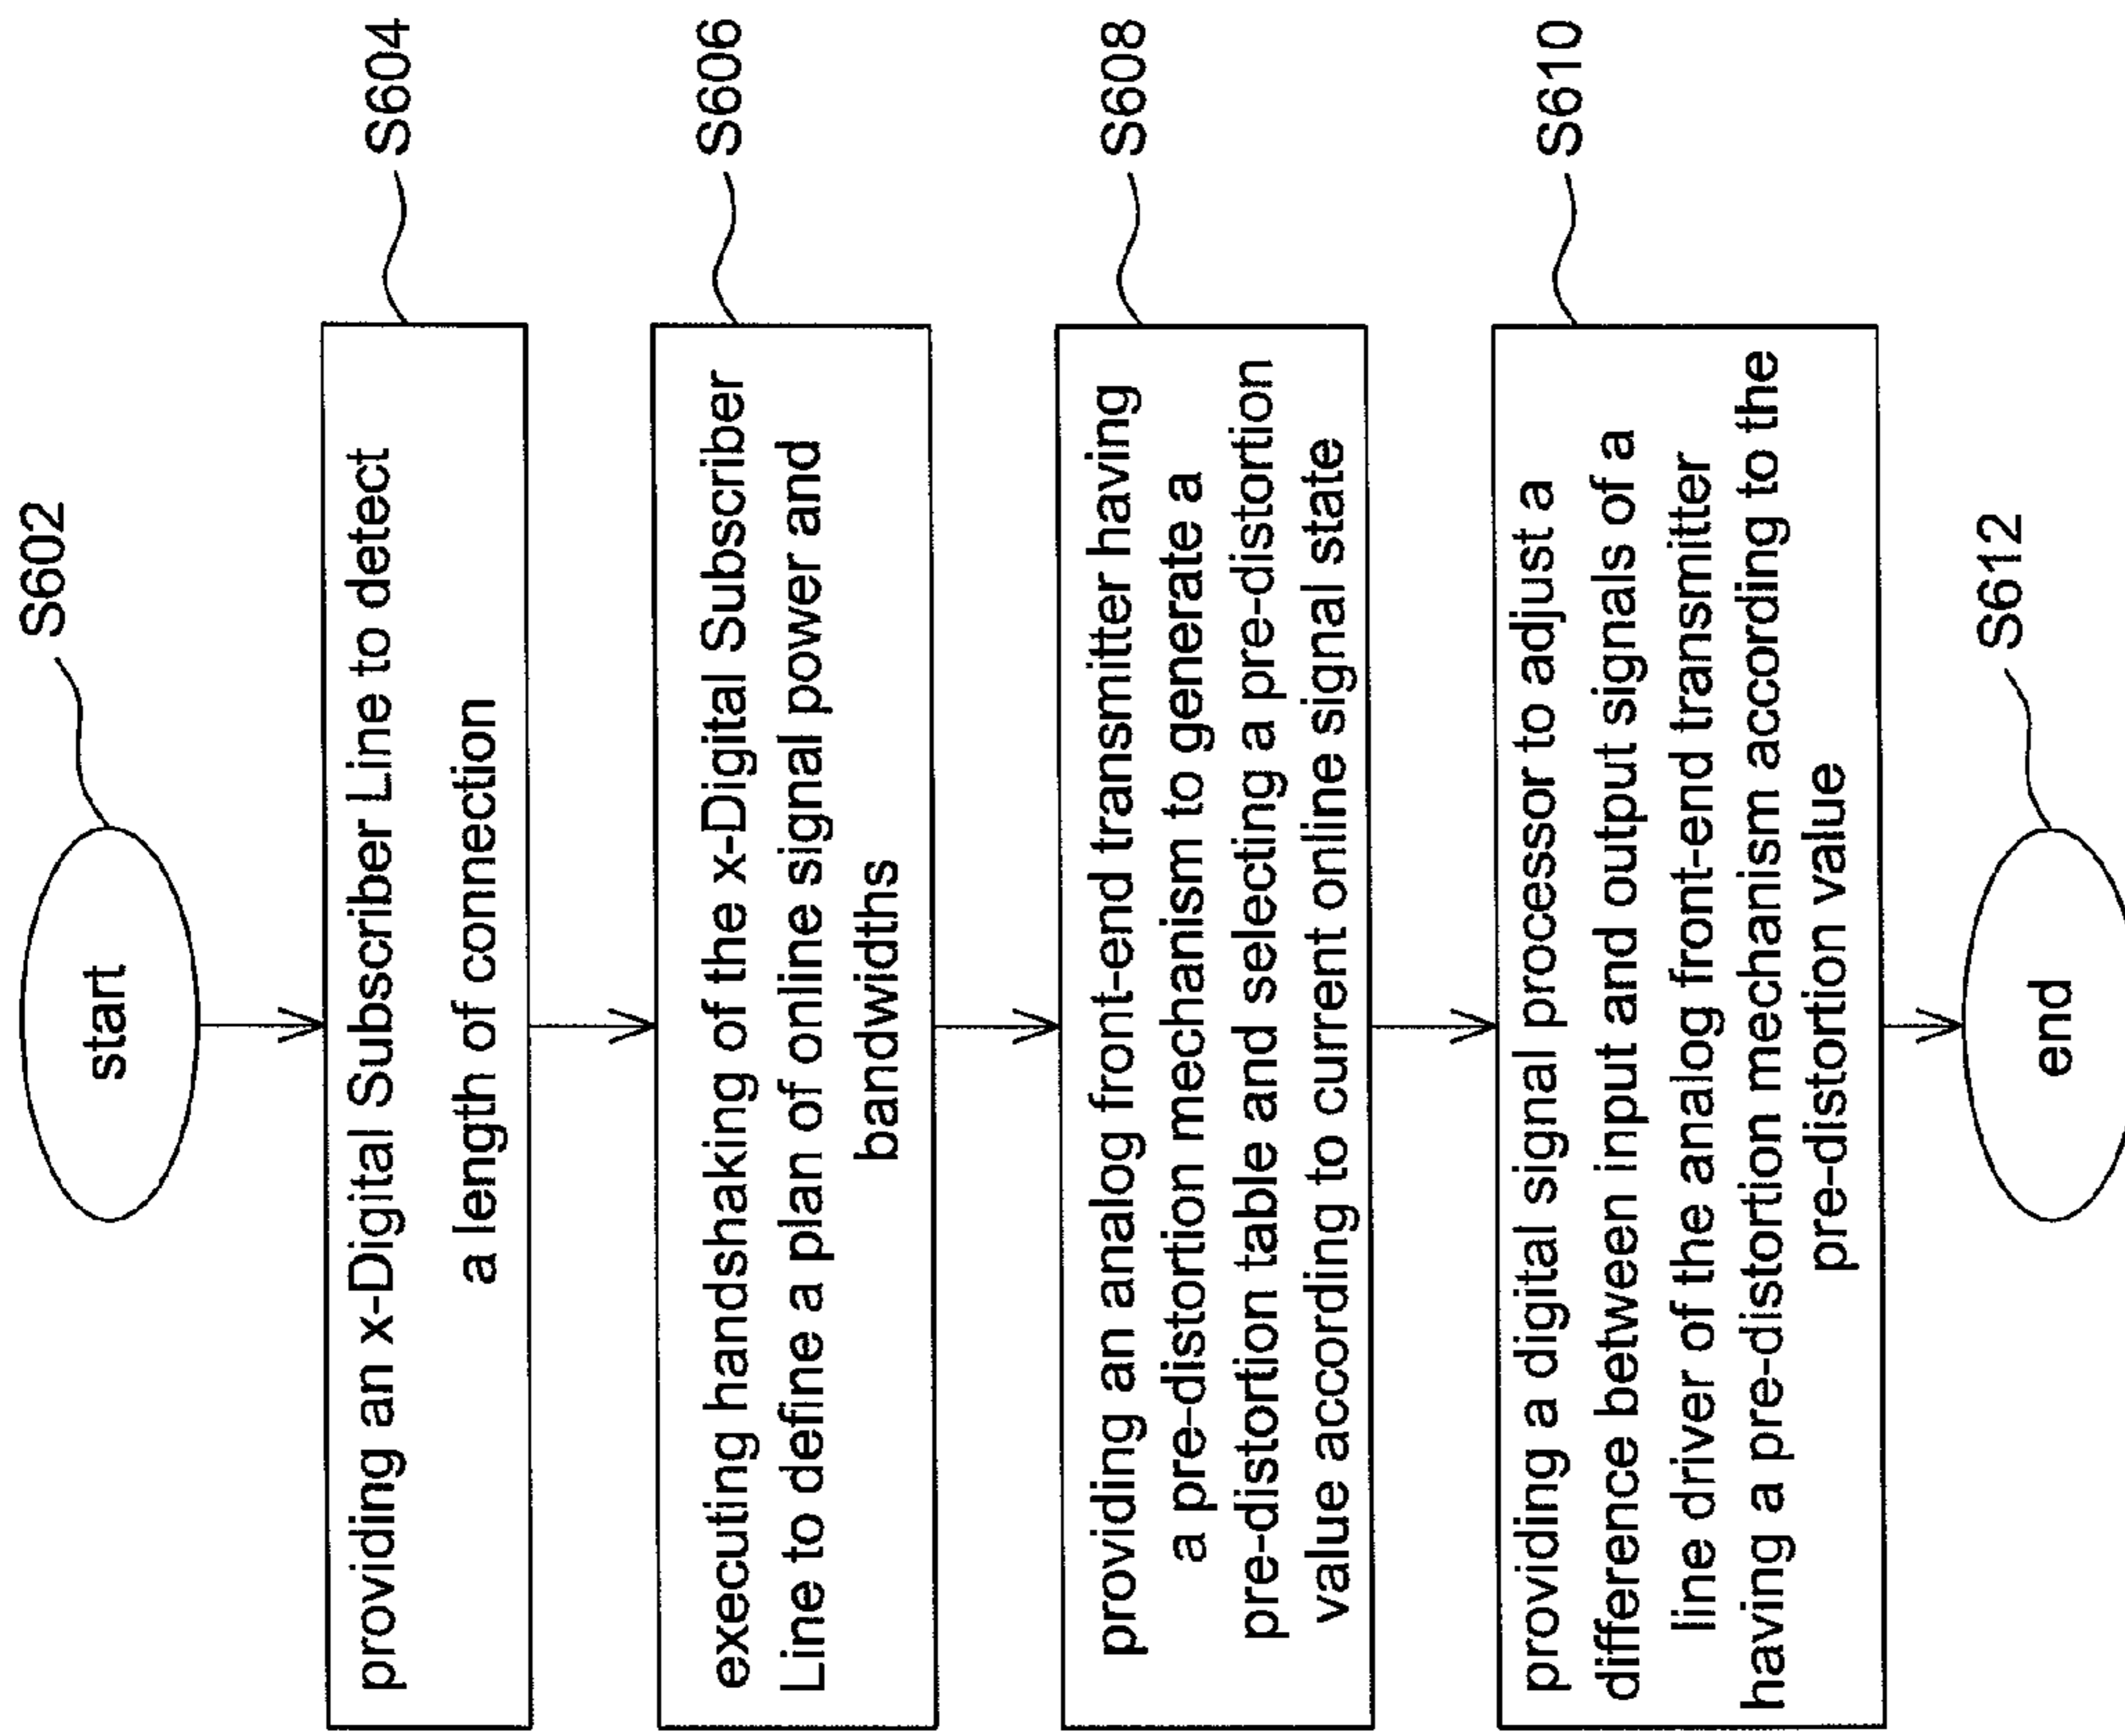 start
S602
providing an x-Digital Subscriber Line to detect
a length of connection
S604
executing handshaking of the x-Digital Subscriber
Line to define a plan of online signal power and
bandwidths
S606
providing an analog front-end transmitter having
a pre-distortion mechanism to generate a
pre-distortion table and selecting a pre-distortion
value according to current online signal state
S608
providing a digital signal processor to adjust a
difference between input and output signals of a
line driver of the analog front-end transmitter
having a pre-distortion mechanism according to the
pre-distortion value
S610
end
S612